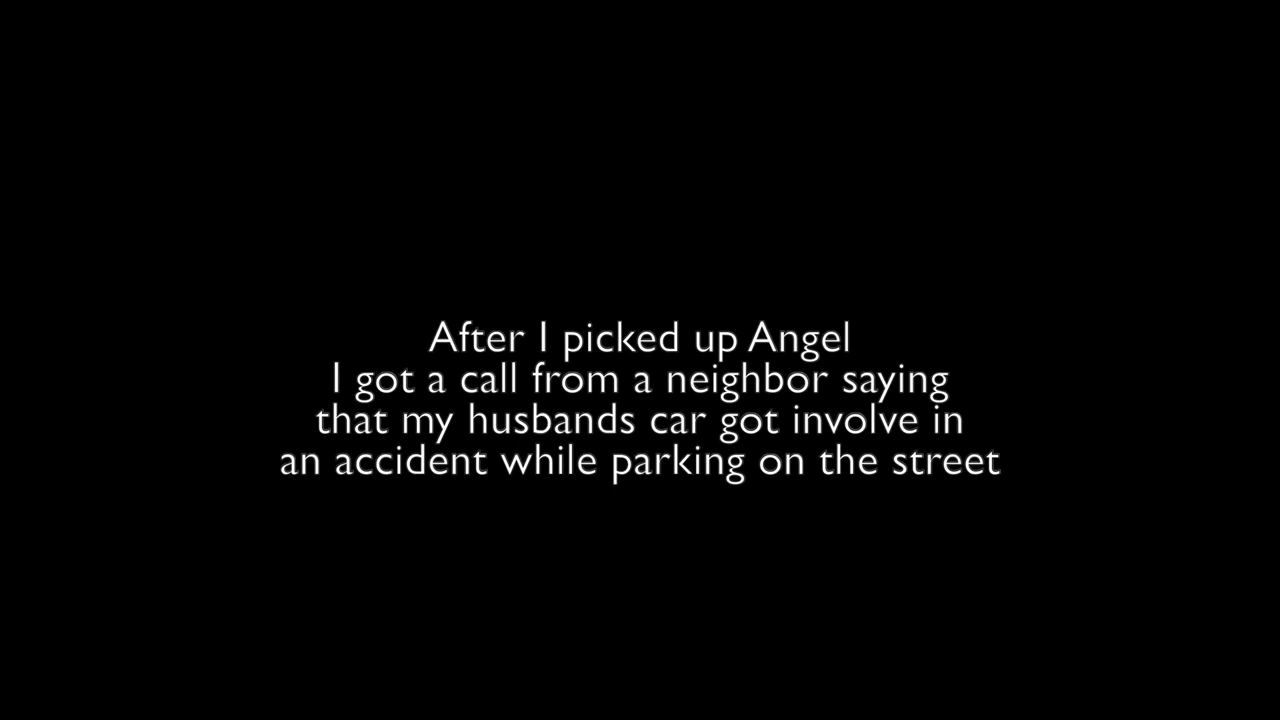 After I picked up Angel
I got a call from a neighbor saying
that my husbands car got involve in
an accident while parking on the street